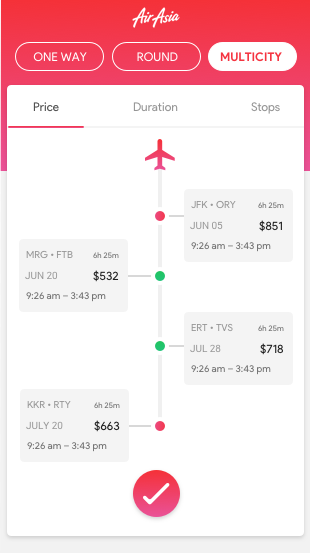 AirAsia
ONE WAY ROUND MULTICITY
Price Duration Stops
JFK • ORY 6h 25m
JUN 05 $851
9:26 am – 3:43 pm
MRG • FTB 6h 25m
JUN 20 $532
9:26 am – 3:43 pm
ERT • TVS 6h 25m
JUL 28 $718
9:26 am – 3:43 pm
KKR • RTY 6h 25m
JULY 20 $663
9:26 am – 3:43 pm